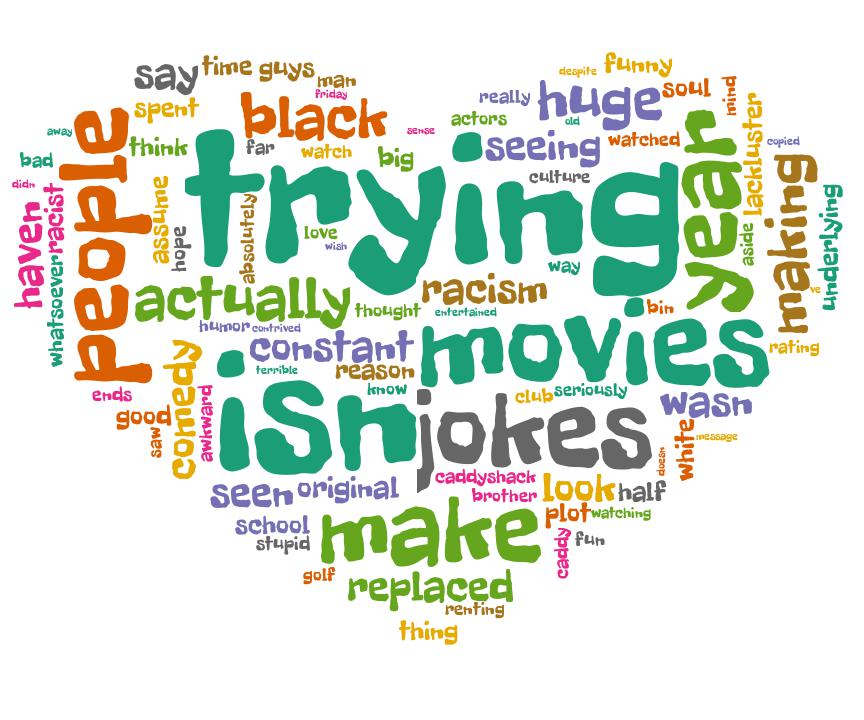 say
time guys
man
friday
despite
funny
really
huge
soul
mind
spent
black
sense
actors
old
seeing
watched
lackluster
copied
away
people
think
far
watch
big
culture
year
bad
didn
trying
making
haven
racist
assume
hope
absolutely
love
wish
way
aside
underlying
whatsoever
actually
thought
racism
entertained
bin
ve
humor
contrived
movies
constant
rating
terrible
reason
know
comedy
isn
club
seriously
wasn
ends
good
saw
awkward
jokes
white
message
doesn
caddyshack
brother
look
half
seen
original
school
stupid
make
plot
watching
caddy
fun
golf
replaced
renting
thing